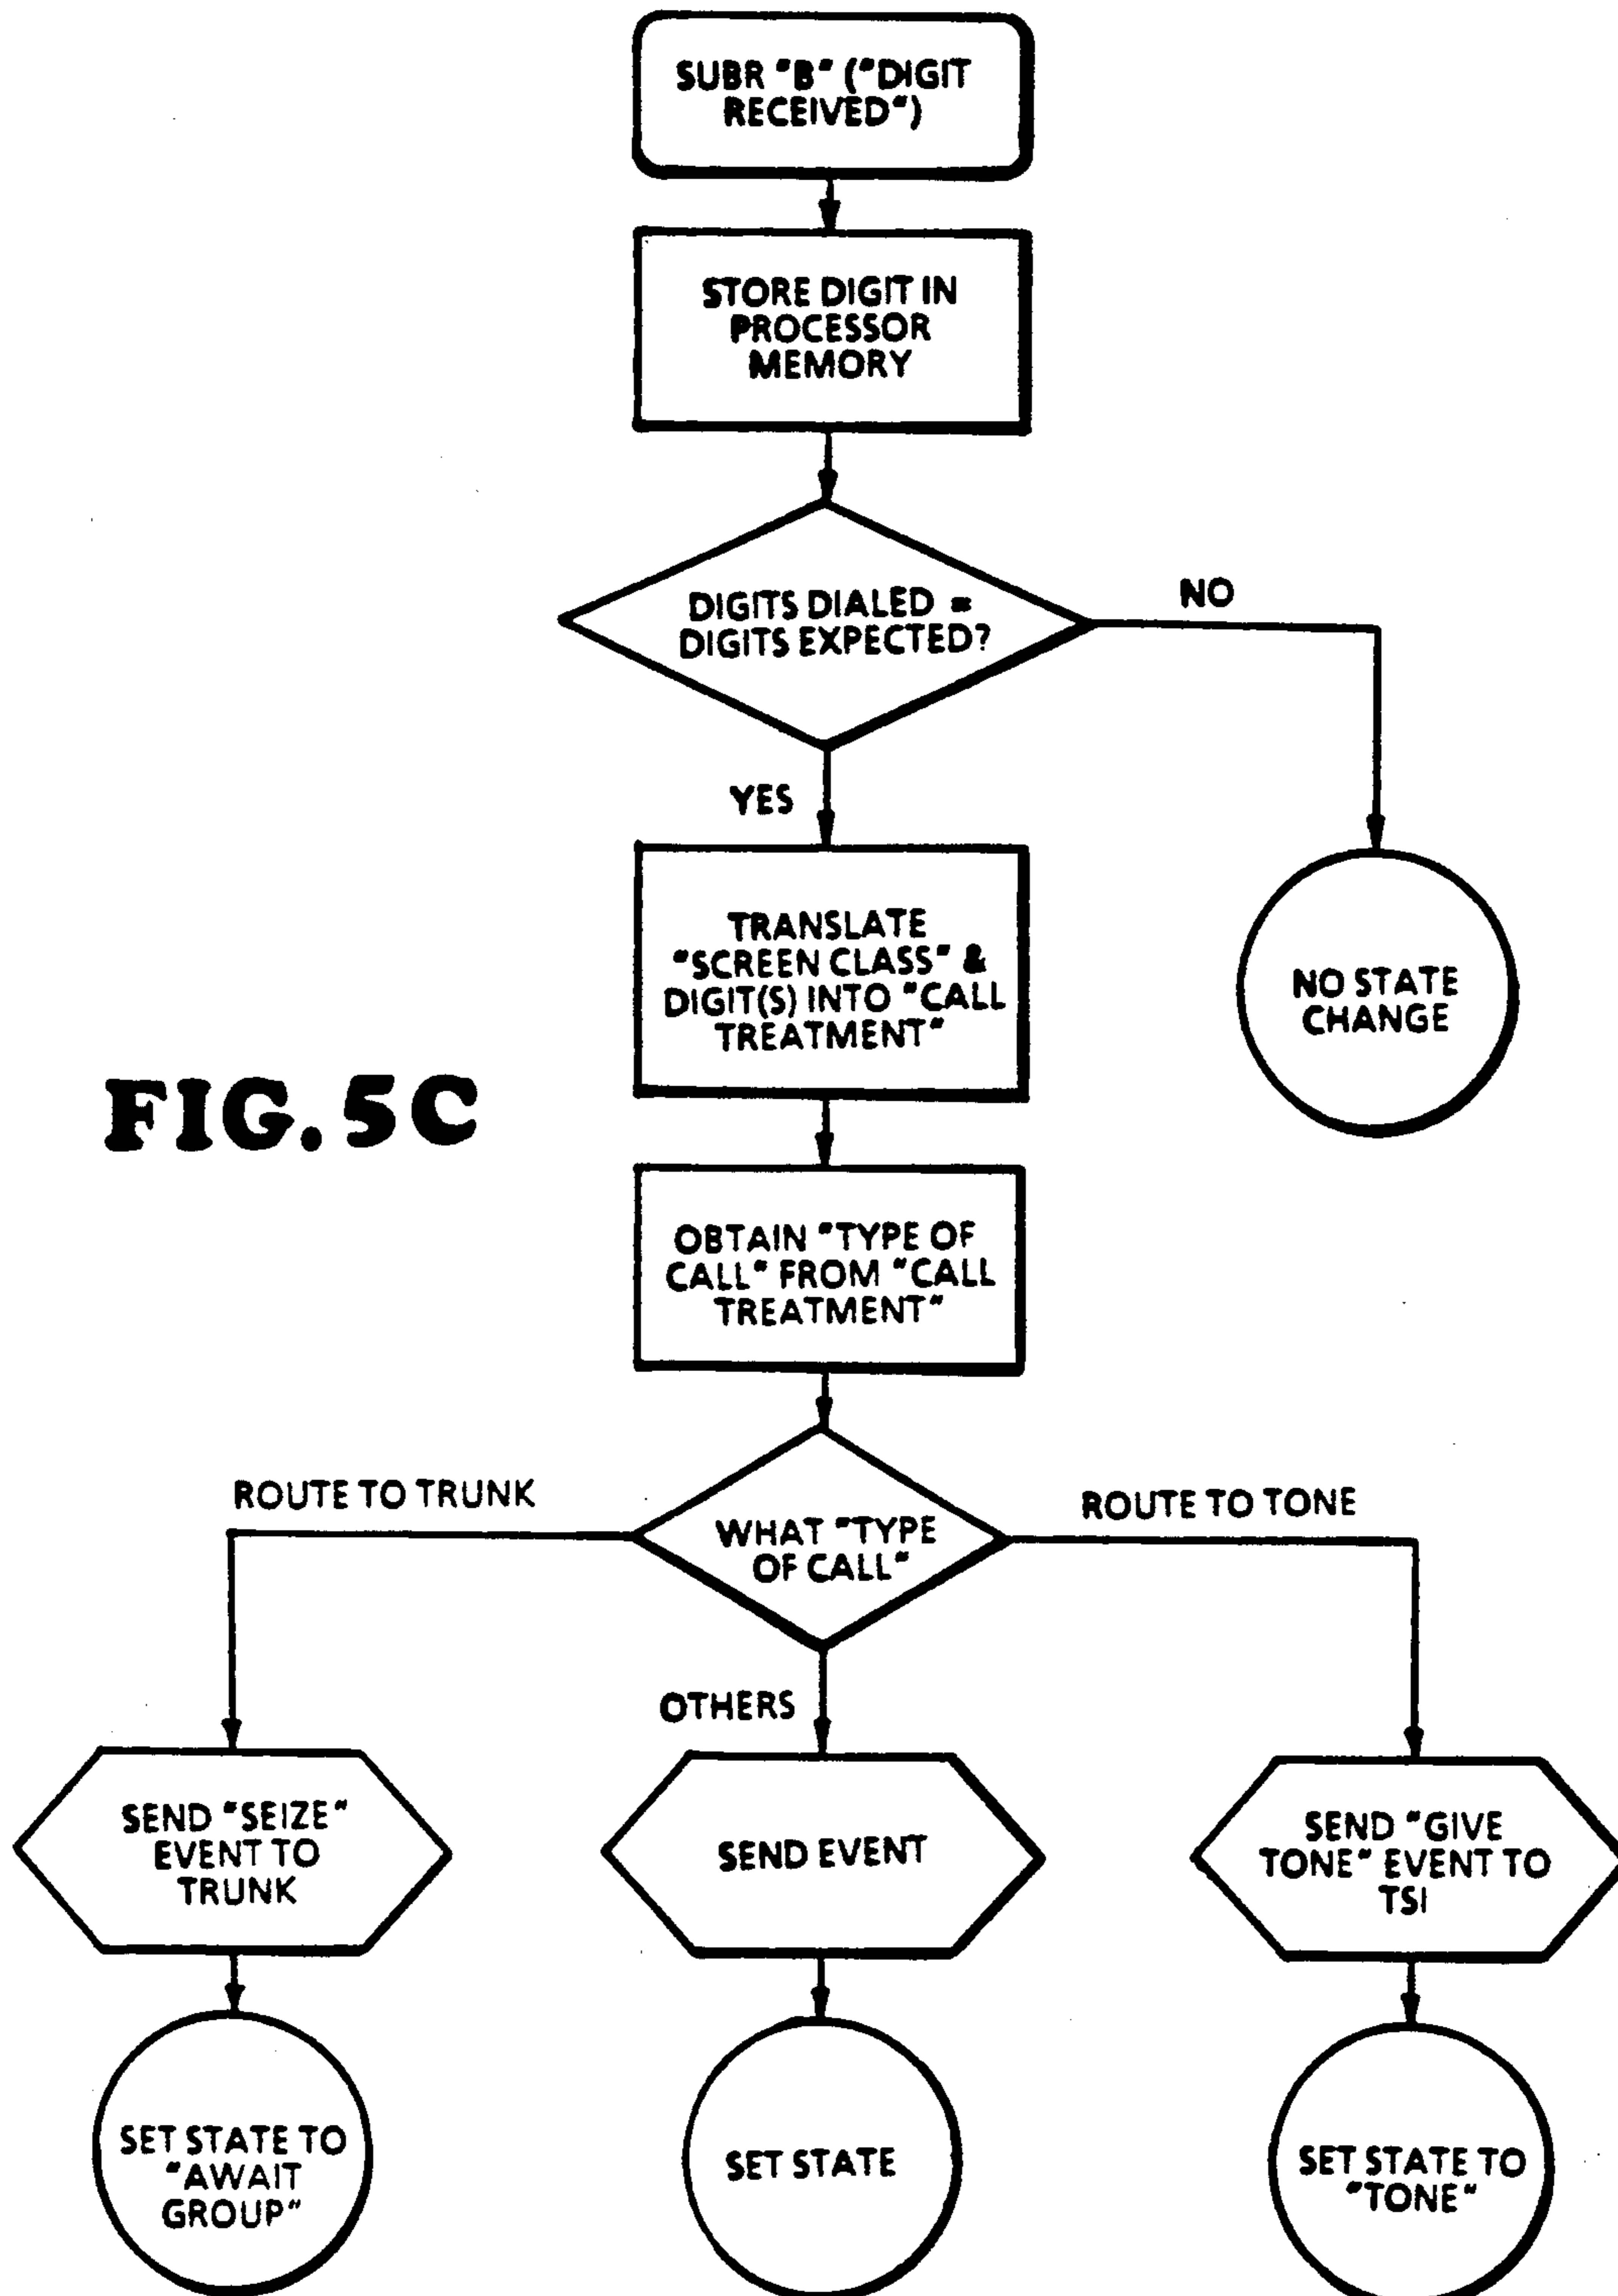 SUBR "B" ("DIGIT
RECEIVED")
STORE DIGIT IN
PROCESSOR
MEMORY
DIGITS DIALED =
DIGITS EXPECTED?
NO
YES
TRANSLATE
"SCREEN CLASS" &
DIGIT(S) INTO "CALL
TREATMENT"
NO STATE
CHANGE
FIG. 5C
OBTAIN "TYPE OF
CALL" FROM "CALL
TREATMENT"
ROUTE TO TRUNK
WHAT "TYPE
OF CALL"
ROUTE TO TONE
OTHERS
SEND "SEIZE"
EVENT TO
TRUNK
SEND EVENT
SEND "GIVE
TONE" EVENT TO
TSI
SET STATE TO
"AWAIT
GROUP"
SET STATE
SET STATE TO
"TONE"